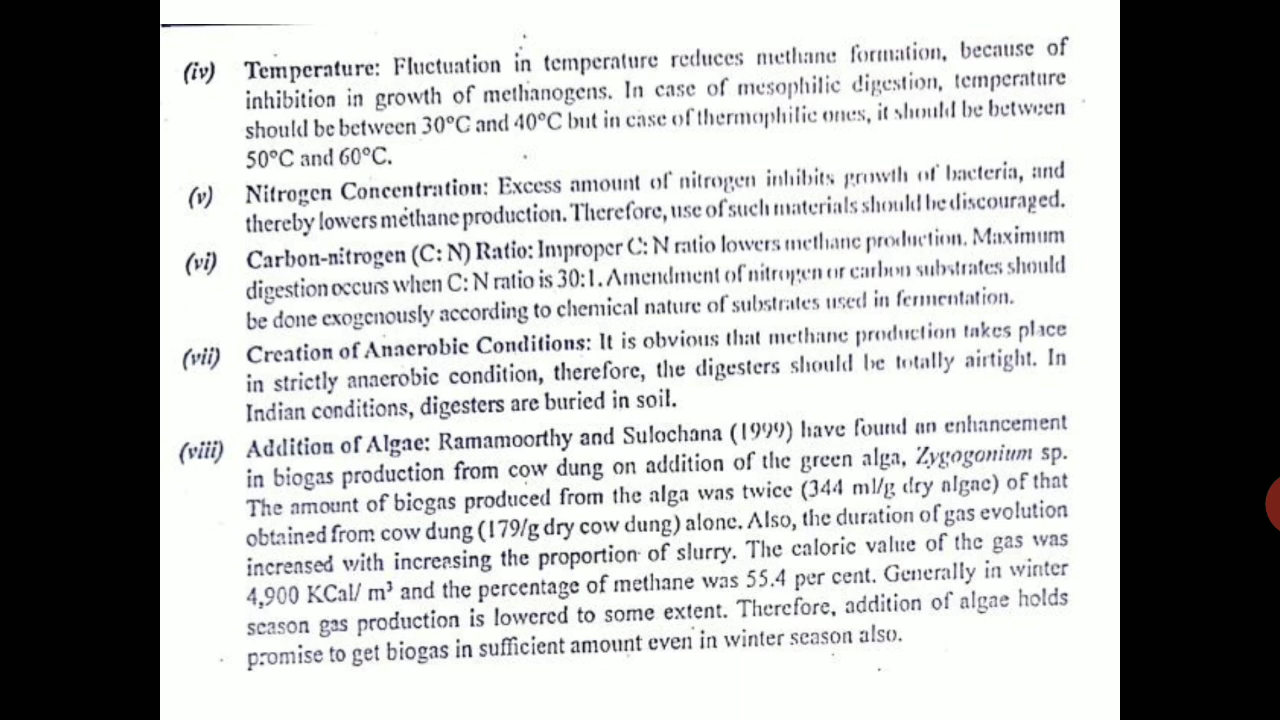 (iv) Temperature: Fluctuation in temperature reduces methane formation, because of
inhibition in growth of methanogens. In case of mesophilic digestion, temperature
should be between 30°C and 40°C but in case of thermophilic ones, it should be between
50°C and 60°C.
(v) Nitrogen Concentration: Excess amount of nitrogen inhibits growth of bacteria, and
thereby lowers methane production. Therefore, use of such materials should be discouraged.
(vi) Carbon-nitrogen (C: N) Ratio: Improper C: N ratio lowers methane production. Maximum
digestion occurs when C: N ratio is 30:1. Amendment of nitrogen or carbon substrates should
be done exogenously according to chemical nature of substrates used in fermentation.
(vii) Creation of Anaerobic Conditions: It is obvious that methane production takes place
in strictly anaerobic condition, therefore, the digesters should be totally airtight. In
Indian conditions, digesters are buried in soil.
(viii) Addition of Algae: Ramamoorthy and Sulochana (1999) have found an enhancement
in biogas production from cow dung on addition of the green alga, Zygogonium sp.
The amount of biogas produced from the alga was twice (344 ml/g dry algae) of that
obtained from cow dung (179/g dry cow dung) alone. Also, the duration of gas evolution
increased with increasing the proportion of slurry. The caloric value of the gas was
4,900 KCal/ m³ and the percentage of methane was 55.4 per cent. Generally in winter
season gas production is lowered to some extent. Therefore, addition of algae holds
promise to get biogas in sufficient amount even in winter season also.